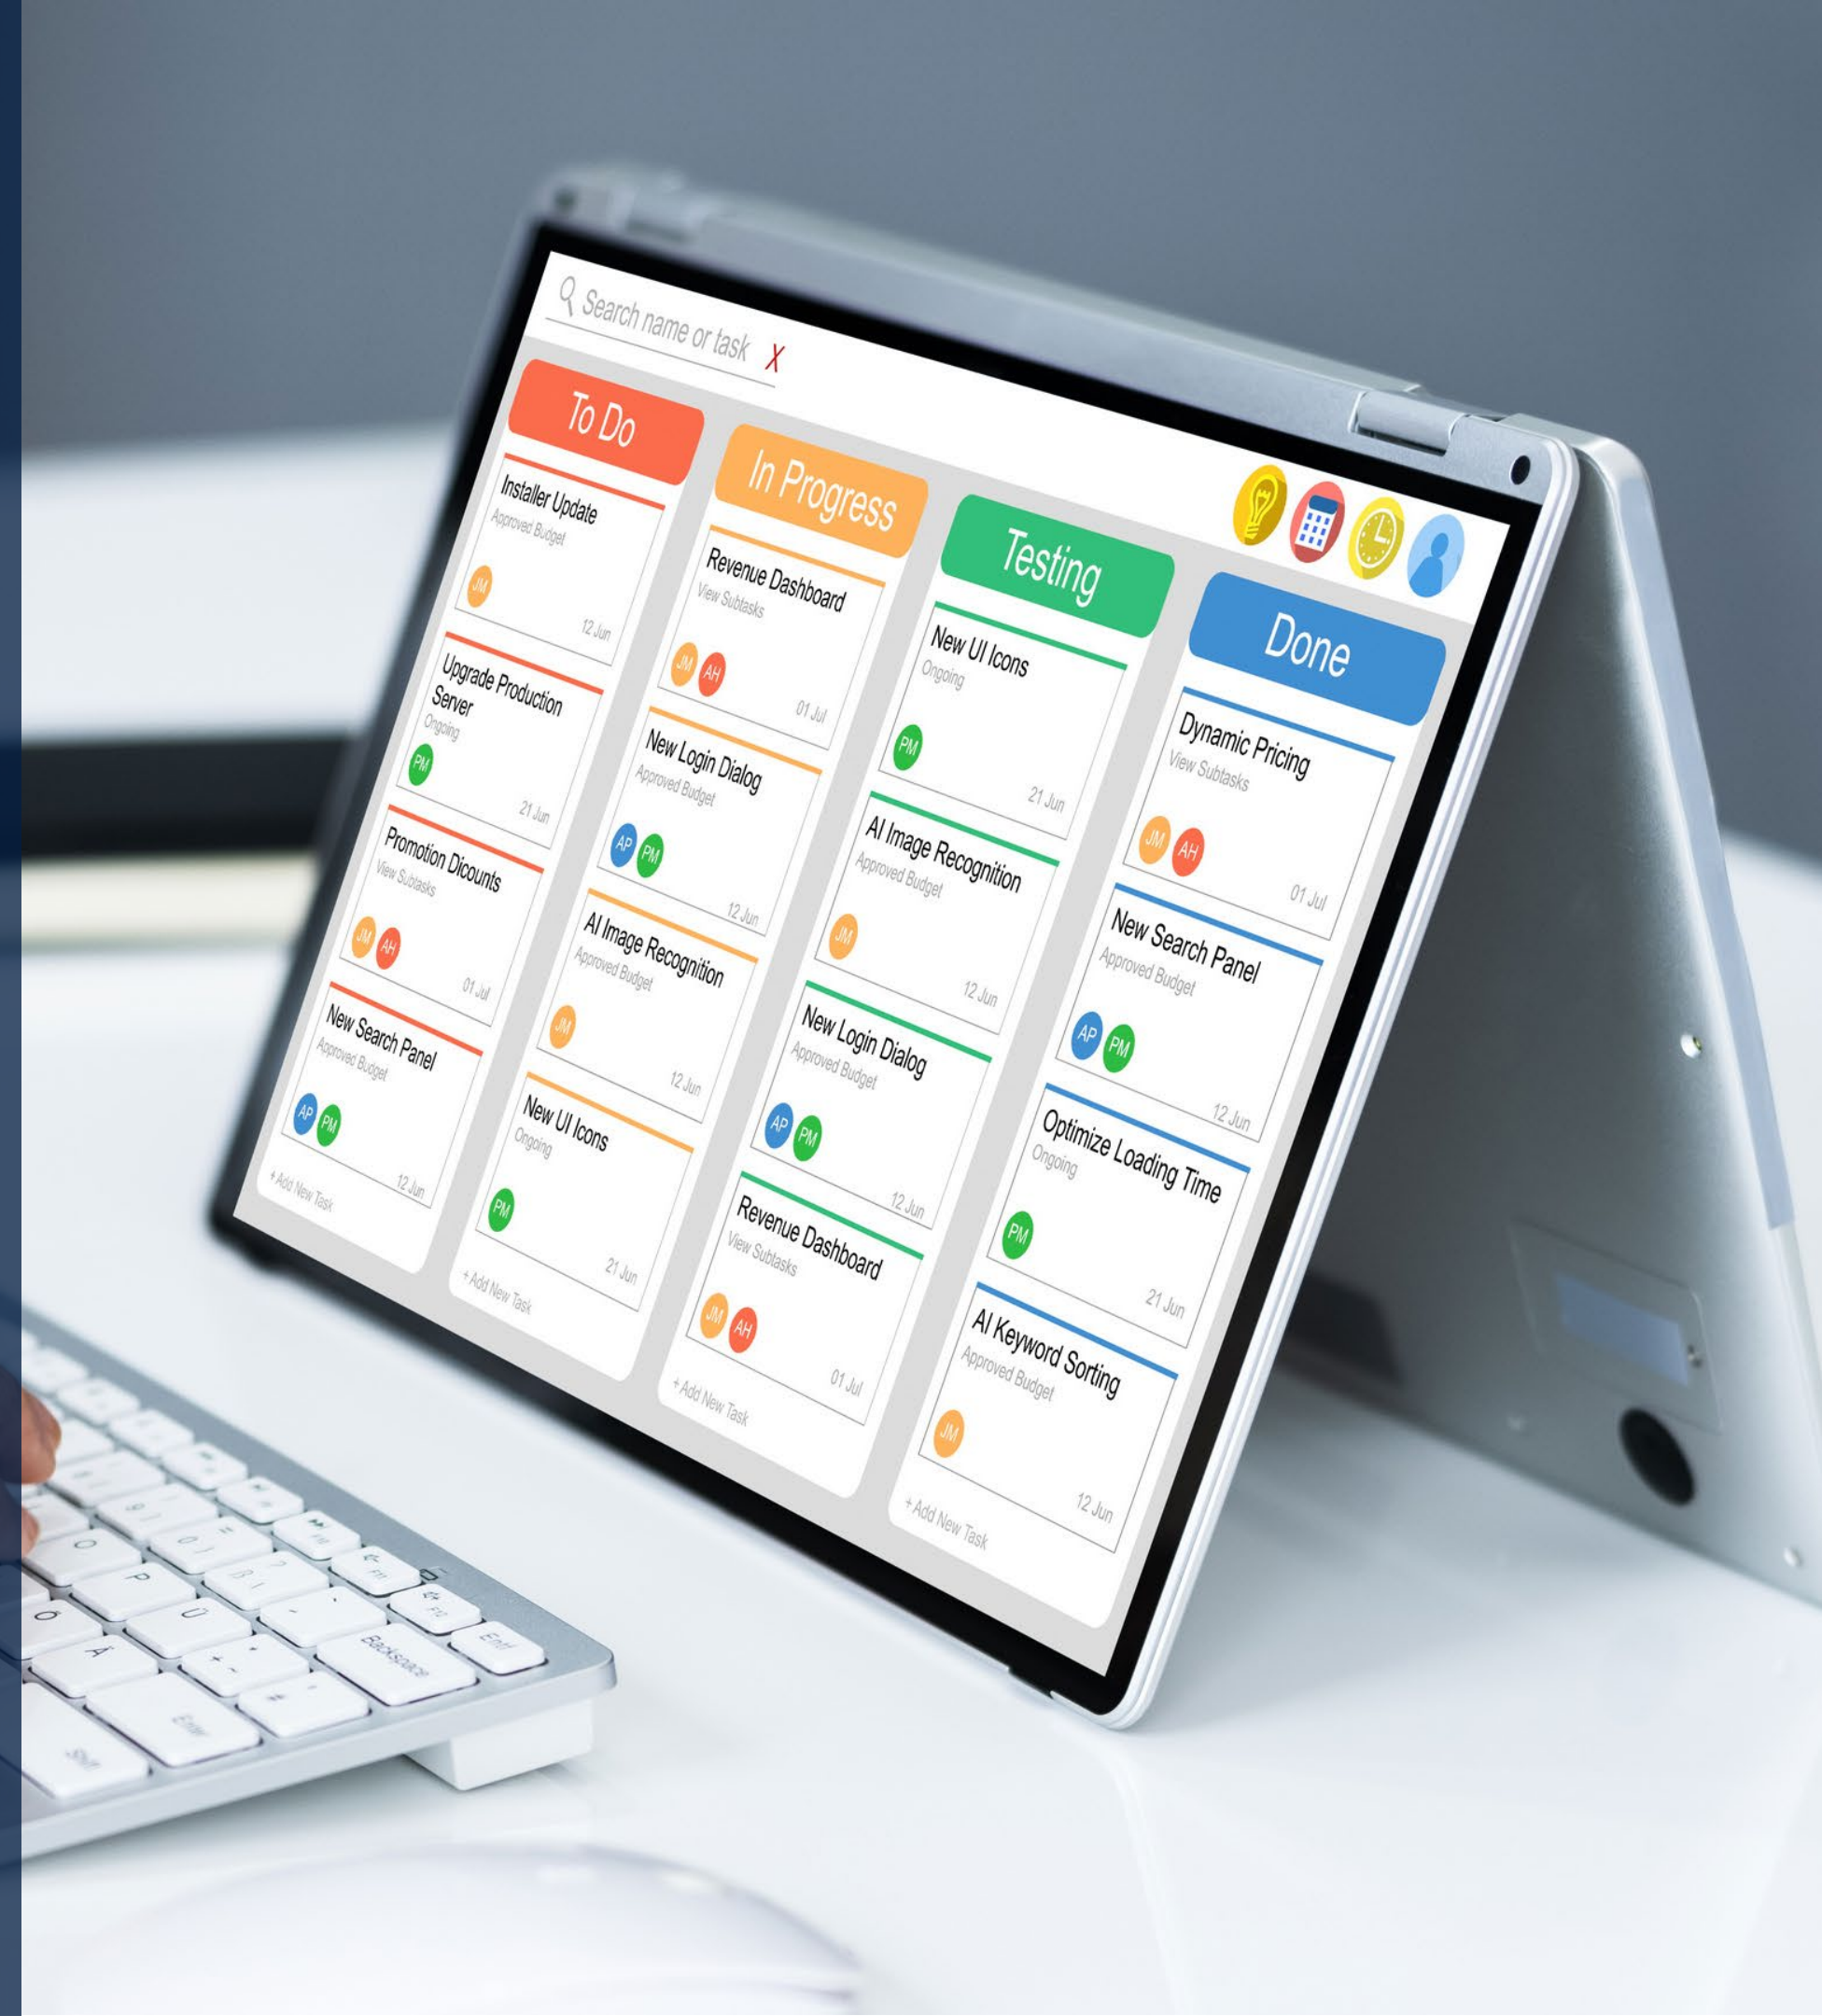 Search name or task X
To Do
Installer Update
Approved Budget
JM
12 Jun
Upgrade Production
Server
Ongoing
PM
21 Jun
Promotion Dicounts
View Subtasks
JM AH
01 Jul
New Search Panel
Approved Budget
AP PM
12 Jun
+ Add New Task
In Progress
Revenue Dashboard
View Subtasks
JM AH
01 Jul
New Login Dialog
Approved Budget
AP PM
12 Jun
AI Image Recognition
Approved Budget
JM
12 Jun
New UI Icons
Ongoing
PM
21 Jun
+ Add New Task
Testing
New UI Icons
Ongoing
PM
21 Jun
AI Image Recognition
Approved Budget
JM
12 Jun
New Login Dialog
Approved Budget
AP PM
12 Jun
Revenue Dashboard
View Subtasks
JM AH
01 Jul
+ Add New Task
Done
Dynamic Pricing
View Subtasks
JM AH
01 Jul
New Search Panel
Approved Budget
AP PM
12 Jun
Optimize Loading Time
Ongoing
PM
21 Jun
AI Keyword Sorting
Approved Budget
JM
12 Jun
+ Add New Task
O P Ü
Ö Ä
Backspace
Entf
Enter
Shift